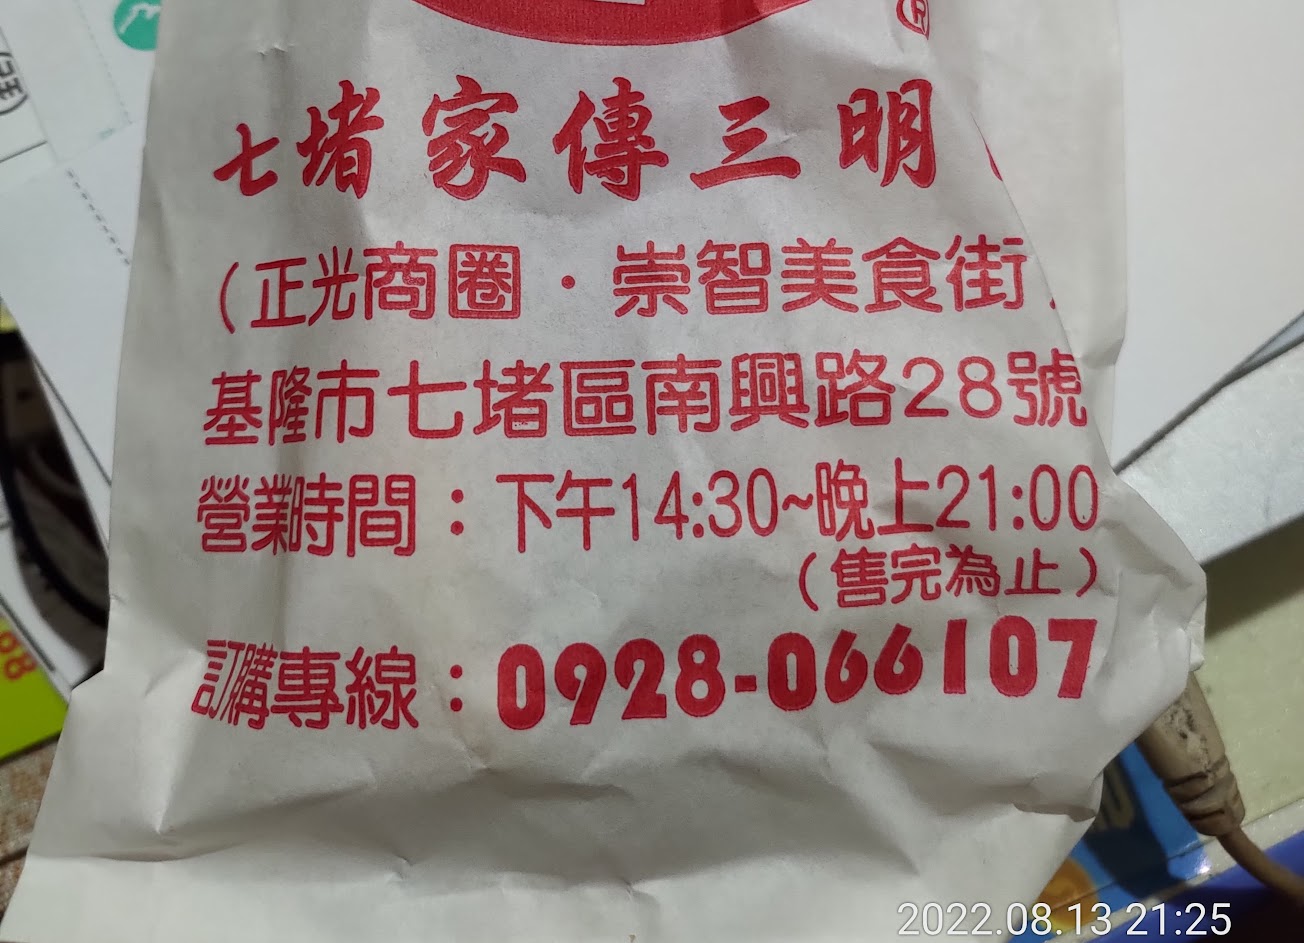 ®
七堵家傳三明
(正光商圈·崇智美食街
基隆市七堵區南興路28號
營業時間：下午14:30~晚上21:00
(售完為止)
訂購專線：0928-066107
2022.08.13 21:25